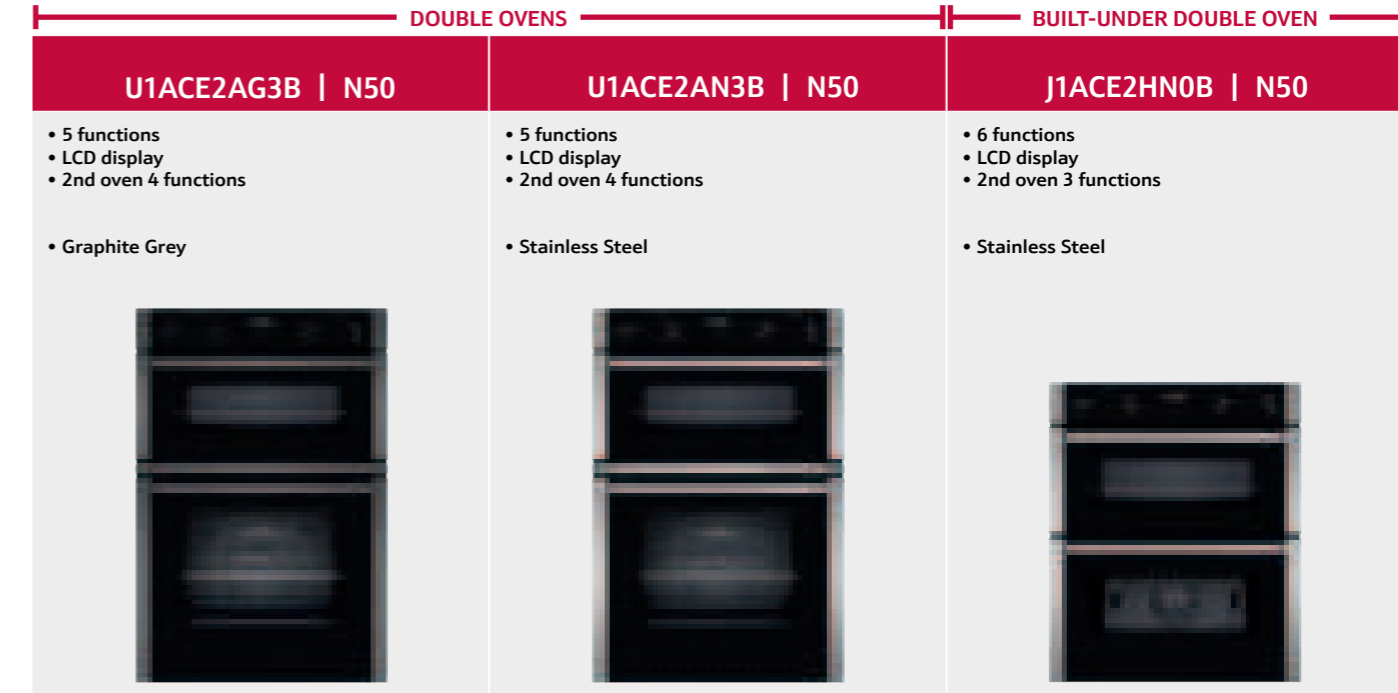 DOUBLE OVENS
BUILT-UNDER DOUBLE OVEN
U1ACE2AG3B | N50
• 5 functions
• LCD display
• 2nd oven 4 functions
• Graphite Grey
U1ACE2AN3B | N50
• 5 functions
• LCD display
• 2nd oven 4 functions
• Stainless Steel
J1ACE2HN0B | N50
• 6 functions
• LCD display
• 2nd oven 3 functions
• Stainless Steel